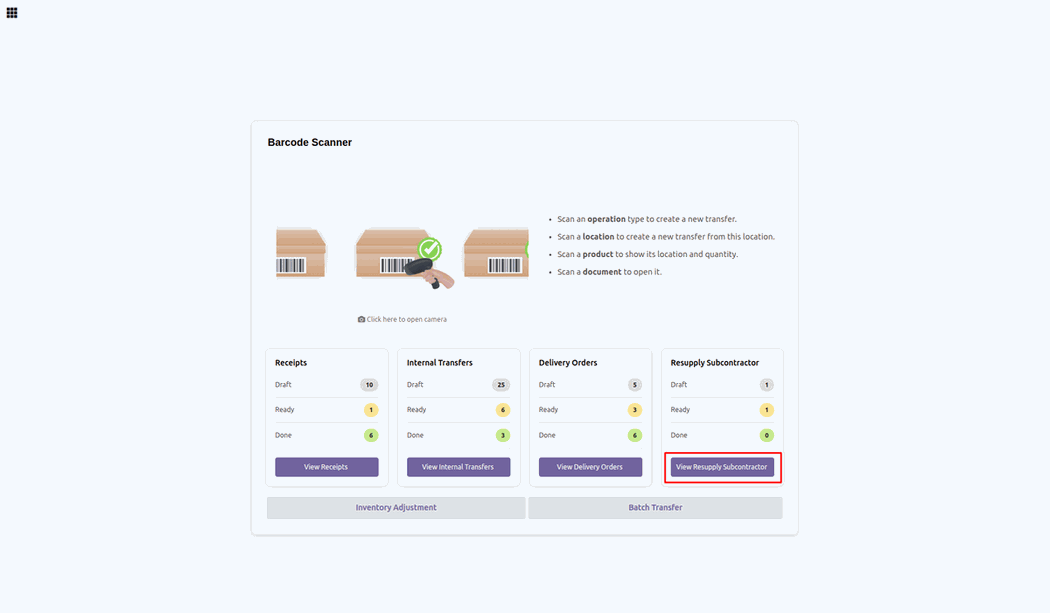 Barcode Scanner
• Scan an operation type to create a new transfer.
• Scan a location to create a new transfer from this location.
• Scan a product to show its location and quantity.
• Scan a document to open it.
Click here to open camera
Receipts
Draft 10
Ready 1
Done 6
View Receipts
Internal Transfers
Draft 25
Ready 6
Done 3
View Internal Transfers
Delivery Orders
Draft 5
Ready 3
Done 6
View Delivery Orders
Resupply Subcontractor
Draft 1
Ready 1
Done 0
View Resupply Subcontractor
Inventory Adjustment
Batch Transfer